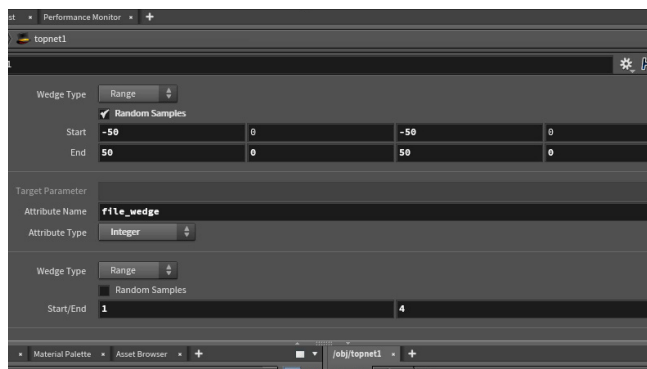 st × Performance Monitor × +
topnet1
1
Wedge Type Range
Random Samples
Start -50 0 -50 0
End 50 0 50 0
Target Parameter
Attribute Name file_wedge
Attribute Type Integer
Wedge Type Range
Random Samples
Start/End 1 4
× Material Palette × Asset Browser × + /obj/topnet1 × +